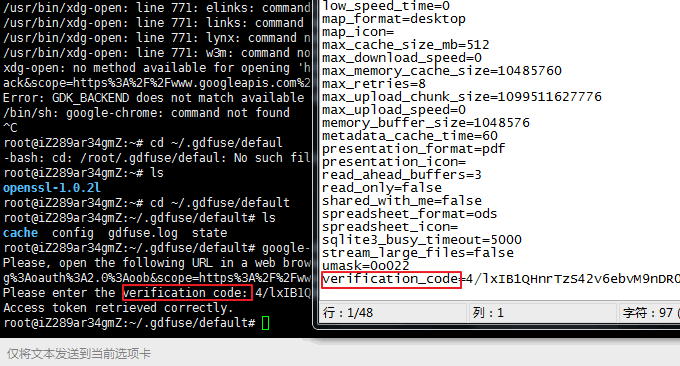 /usr/bin/xdg-open: line 771: elinks: command
/usr/bin/xdg-open: line 771: links: command
/usr/bin/xdg-open: line 771: lynx: command n
/usr/bin/xdg-open: line 771: w3m: command no
xdg-open: no method available for opening 'h
ack&scope=https%3A%2F%2Fwww.googleapis.com%2
Error: GDK_BACKEND does not match available
/bin/sh: google-chrome: command not found
^C
root@iZ289ar34gmZ:~# cd ~/.gdfuse/defaul
-bash: cd: /root/.gdfuse/defaul: No such fil
root@iZ289ar34gmZ:~# ls
openssl-1.0.2l
root@iZ289ar34gmZ:~# cd ~/.gdfuse/default
root@iZ289ar34gmZ:~/.gdfuse/default# ls
cache config gdfuse.log state
root@iZ289ar34gmZ:~/.gdfuse/default# google-
Please, open the following URL in a web brow
g%3Aoauth%3A2.0%3Aoob&scope=https%3A%2F%2Fww
Please enter the verification code: 4/lxIB1Q
Access token retrieved correctly.
root@iZ289ar34gmZ:~/.gdfuse/default#
low_speed_time=0
map_format=desktop
map_icon=
max_cache_size_mb=512
max_download_speed=0
max_memory_cache_size=10485760
max_retries=8
max_upload_chunk_size=1099511627776
max_upload_speed=0
memory_buffer_size=1048576
metadata_cache_time=60
presentation_format=pdf
presentation_icon=
read_ahead_buffers=3
read_only=false
shared_with_me=false
spreadsheet_format=ods
spreadsheet_icon=
sqlite3_busy_timeout=5000
stream_large_files=false
umask=0o022
verification_code=4/lxIB1QHnrTzS42v6ebvM9nDR0
行：1/48 列：1 字符：97 (
仅将文本发送到当前选项卡